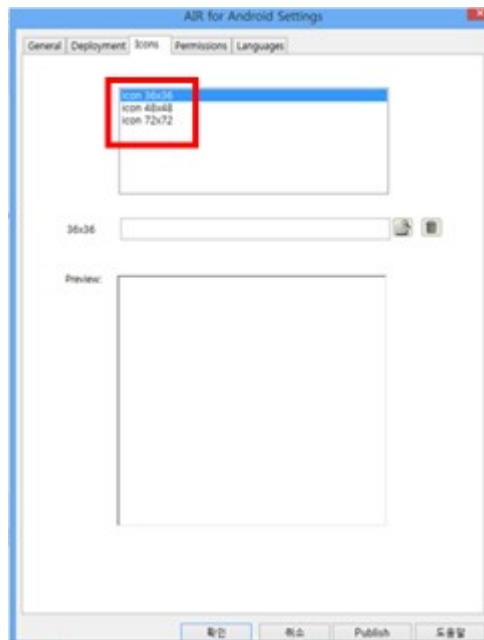 AIR for Android Settings
General Deployment Icons Permissions Languages
icon 36x36
icon 48x48
icon 72x72
36x36
Preview:
확인 취소 Publish 도움말